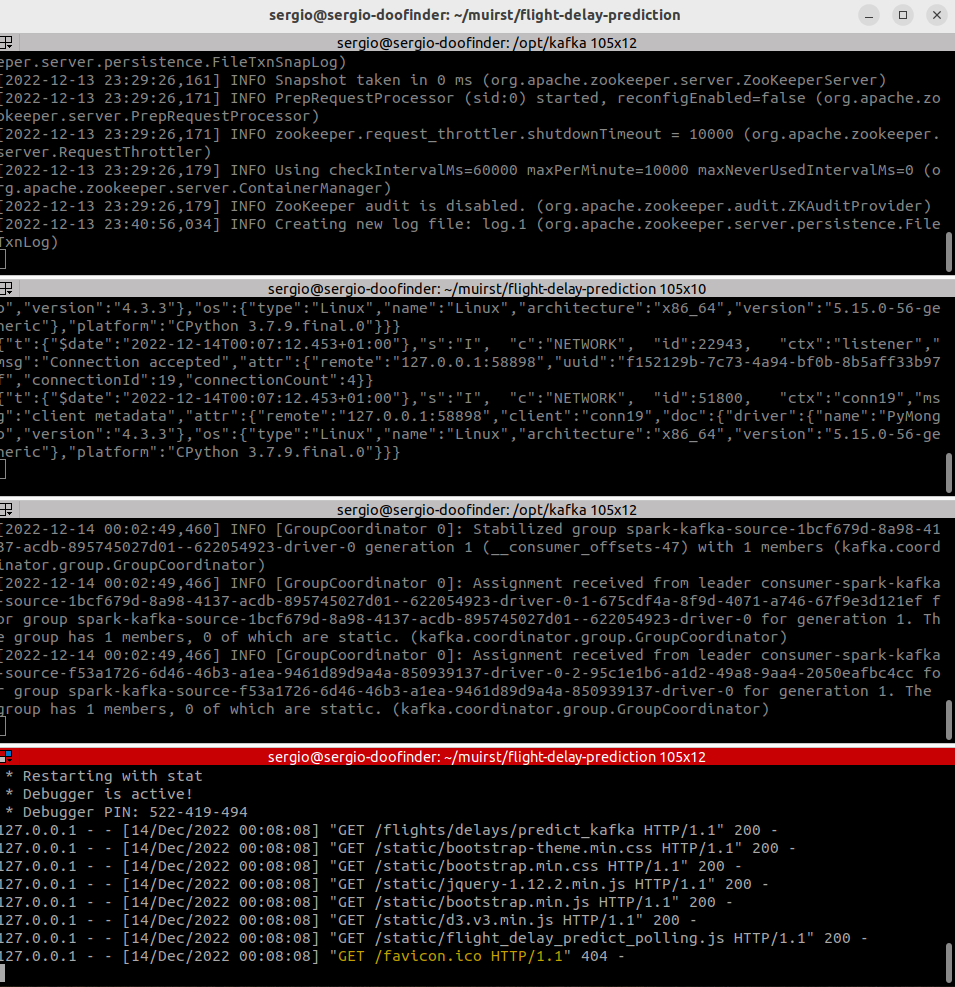 sergio@sergio-doofinder: ~/muirst/flight-delay-prediction
sergio@sergio-doofinder: /opt/kafka 105x12
eper.server.persistence.FileTxnSnapLog)
[2022-12-13 23:29:26,161] INFO Snapshot taken in 0 ms (org.apache.zookeeper.server.ZooKeeperServer)
[2022-12-13 23:29:26,171] INFO PrepRequestProcessor (sid:0) started, reconfigEnabled=false (org.apache.zo
okeeper.server.PrepRequestProcessor)
[2022-12-13 23:29:26,171] INFO zookeeper.request_throttler.shutdownTimeout = 10000 (org.apache.zookeeper.
server.RequestThrottler)
[2022-12-13 23:29:26,179] INFO Using checkIntervalMs=60000 maxPerMinute=10000 maxNeverUsedIntervalMs=0 (o
rg.apache.zookeeper.server.ContainerManager)
[2022-12-13 23:29:26,179] INFO ZooKeeper audit is disabled. (org.apache.zookeeper.audit.ZKAuditProvider)
[2022-12-13 23:40:56,034] INFO Creating new log file: log.1 (org.apache.zookeeper.server.persistence.File
TxnLog)
sergio@sergio-doofinder: ~/muirst/flight-delay-prediction 105x10
o","version":"4.3.3"},"os":{"type":"Linux","name":"Linux","architecture":"x86_64","version":"5.15.0-56-ge
neric"},"platform":"CPython 3.7.9.final.0"}}}
{"t":{"$date":"2022-12-14T00:07:12.453+01:00"},"s":"I",  "c":"NETWORK",  "id":22943,   "ctx":"listener","
msg":"Connection accepted","attr":{"remote":"127.0.0.1:58898","uuid":"f152129b-7c73-4a94-bf0b-8b5aff33b97
f","connectionId":19,"connectionCount":4}}
{"t":{"$date":"2022-12-14T00:07:12.453+01:00"},"s":"I",  "c":"NETWORK",  "id":51800,   "ctx":"conn19","ms
g":"client metadata","attr":{"remote":"127.0.0.1:58898","client":"conn19","doc":{"driver":{"name":"PyMong
o","version":"4.3.3"},"os":{"type":"Linux","name":"Linux","architecture":"x86_64","version":"5.15.0-56-ge
neric"},"platform":"CPython 3.7.9.final.0"}}}
sergio@sergio-doofinder: /opt/kafka 105x12
[2022-12-14 00:02:49,460] INFO [GroupCoordinator 0]: Stabilized group spark-kafka-source-1bcf679d-8a98-41
37-acdb-895745027d01--622054923-driver-0 generation 1 (__consumer_offsets-47) with 1 members (kafka.coord
inator.group.GroupCoordinator)
[2022-12-14 00:02:49,466] INFO [GroupCoordinator 0]: Assignment received from leader consumer-spark-kafka
-source-1bcf679d-8a98-4137-acdb-895745027d01--622054923-driver-0-1-675cdf4a-8f9d-4071-a746-67f9e3d121ef f
or group spark-kafka-source-1bcf679d-8a98-4137-acdb-895745027d01--622054923-driver-0 for generation 1. Th
e group has 1 members, 0 of which are static. (kafka.coordinator.group.GroupCoordinator)
[2022-12-14 00:02:49,466] INFO [GroupCoordinator 0]: Assignment received from leader consumer-spark-kafka
-source-f53a1726-6d46-46b3-a1ea-9461d89d9a4a-850939137-driver-0-2-95c1e1b6-a1d2-49a8-9aa4-2050eafbc4cc fo
r group spark-kafka-source-f53a1726-6d46-46b3-a1ea-9461d89d9a4a-850939137-driver-0 for generation 1. The
group has 1 members, 0 of which are static. (kafka.coordinator.group.GroupCoordinator)
sergio@sergio-doofinder: ~/muirst/flight-delay-prediction 105x12
* Restarting with stat
* Debugger is active!
* Debugger PIN: 522-419-494
127.0.0.1 - - [14/Dec/2022 00:08:08] "GET /flights/delays/predict_kafka HTTP/1.1" 200 -
127.0.0.1 - - [14/Dec/2022 00:08:08] "GET /static/bootstrap-theme.min.css HTTP/1.1" 200 -
127.0.0.1 - - [14/Dec/2022 00:08:08] "GET /static/bootstrap.min.css HTTP/1.1" 200 -
127.0.0.1 - - [14/Dec/2022 00:08:08] "GET /static/jquery-1.12.2.min.js HTTP/1.1" 200 -
127.0.0.1 - - [14/Dec/2022 00:08:08] "GET /static/bootstrap.min.js HTTP/1.1" 200 -
127.0.0.1 - - [14/Dec/2022 00:08:08] "GET /static/d3.v3.min.js HTTP/1.1" 200 -
127.0.0.1 - - [14/Dec/2022 00:08:08] "GET /static/flight_delay_predict_polling.js HTTP/1.1" 200 -
127.0.0.1 - - [14/Dec/2022 00:08:08] "GET /favicon.ico HTTP/1.1" 404 -